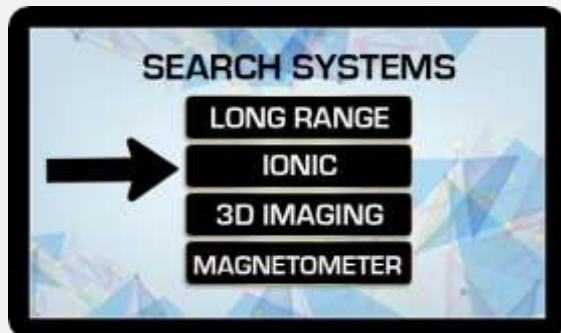 SEARCH SYSTEMS
LONG RANGE
IONIC
3D IMAGING
MAGNETOMETER